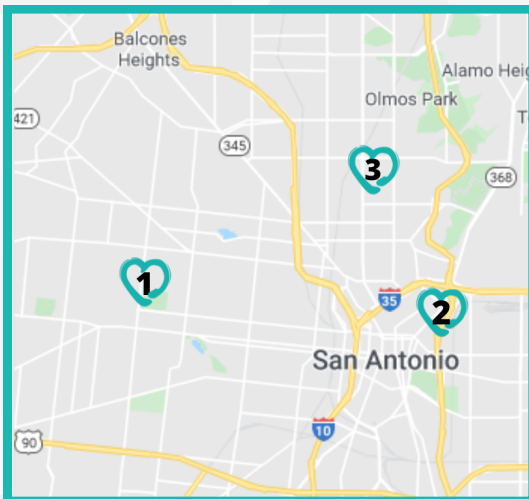 Balcones
Heights
Alamo Heig
Olmos Park
421
T
345
3
368
1
35
2
San Antonio
10
90